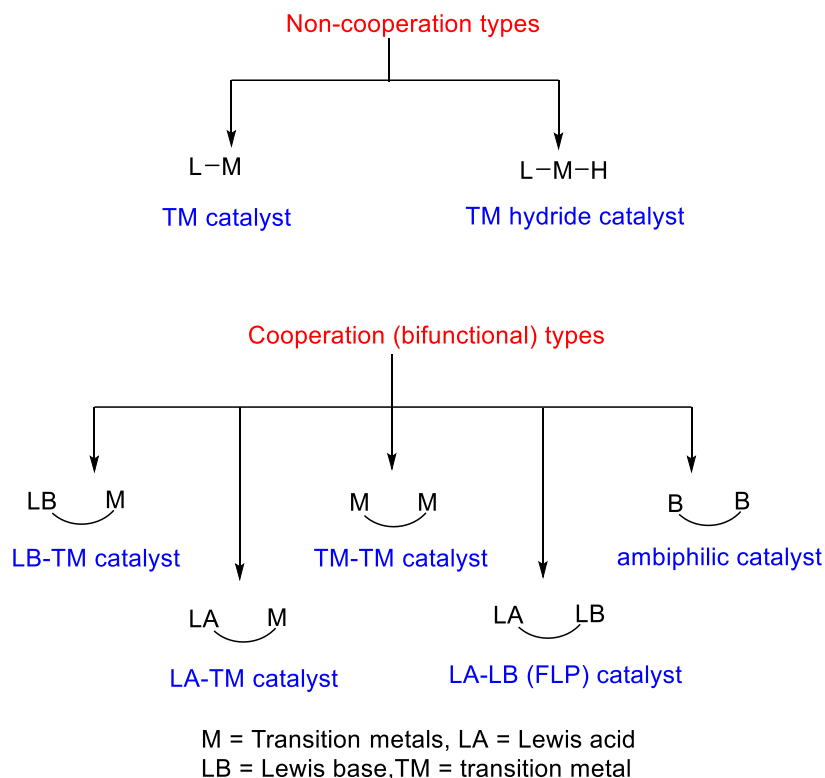 Non-cooperation types
L–M
L–M–H
TM catalyst
TM hydride catalyst
Cooperation (bifunctional) types
LB M
M M
B B
LB-TM catalyst
TM-TM catalyst
ambiphilic catalyst
LA M
LA LB
LA-TM catalyst
LA-LB (FLP) catalyst
M = Transition metals, LA = Lewis acid
LB = Lewis base,TM = transition metal